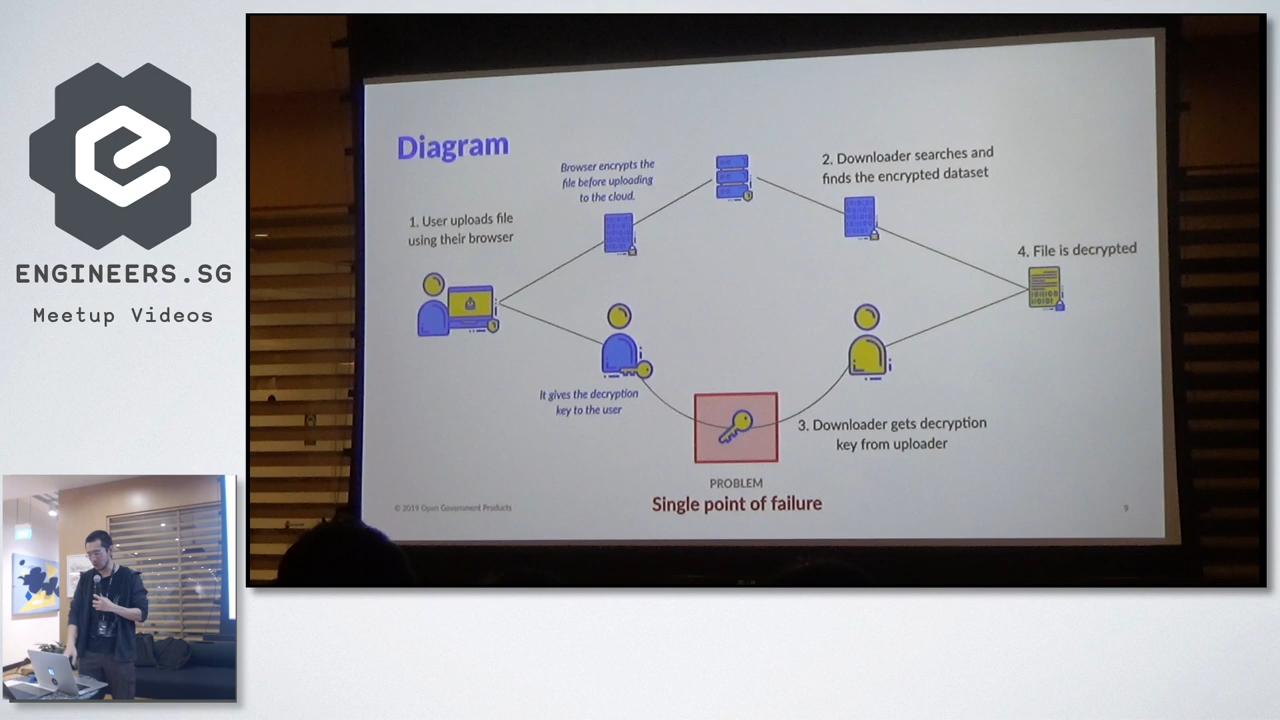 ENGINEERS.SG
Meetup Videos
Diagram
Browser encrypts the
file before uploading
to the cloud.
2. Downloader searches and
finds the encrypted dataset
1. User uploads file
using their browser
4. File is decrypted
It gives the decryption
key to the user
3. Downloader gets decryption
key from uploader
PROBLEM
Single point of failure
© 2019 Open Government Products
9